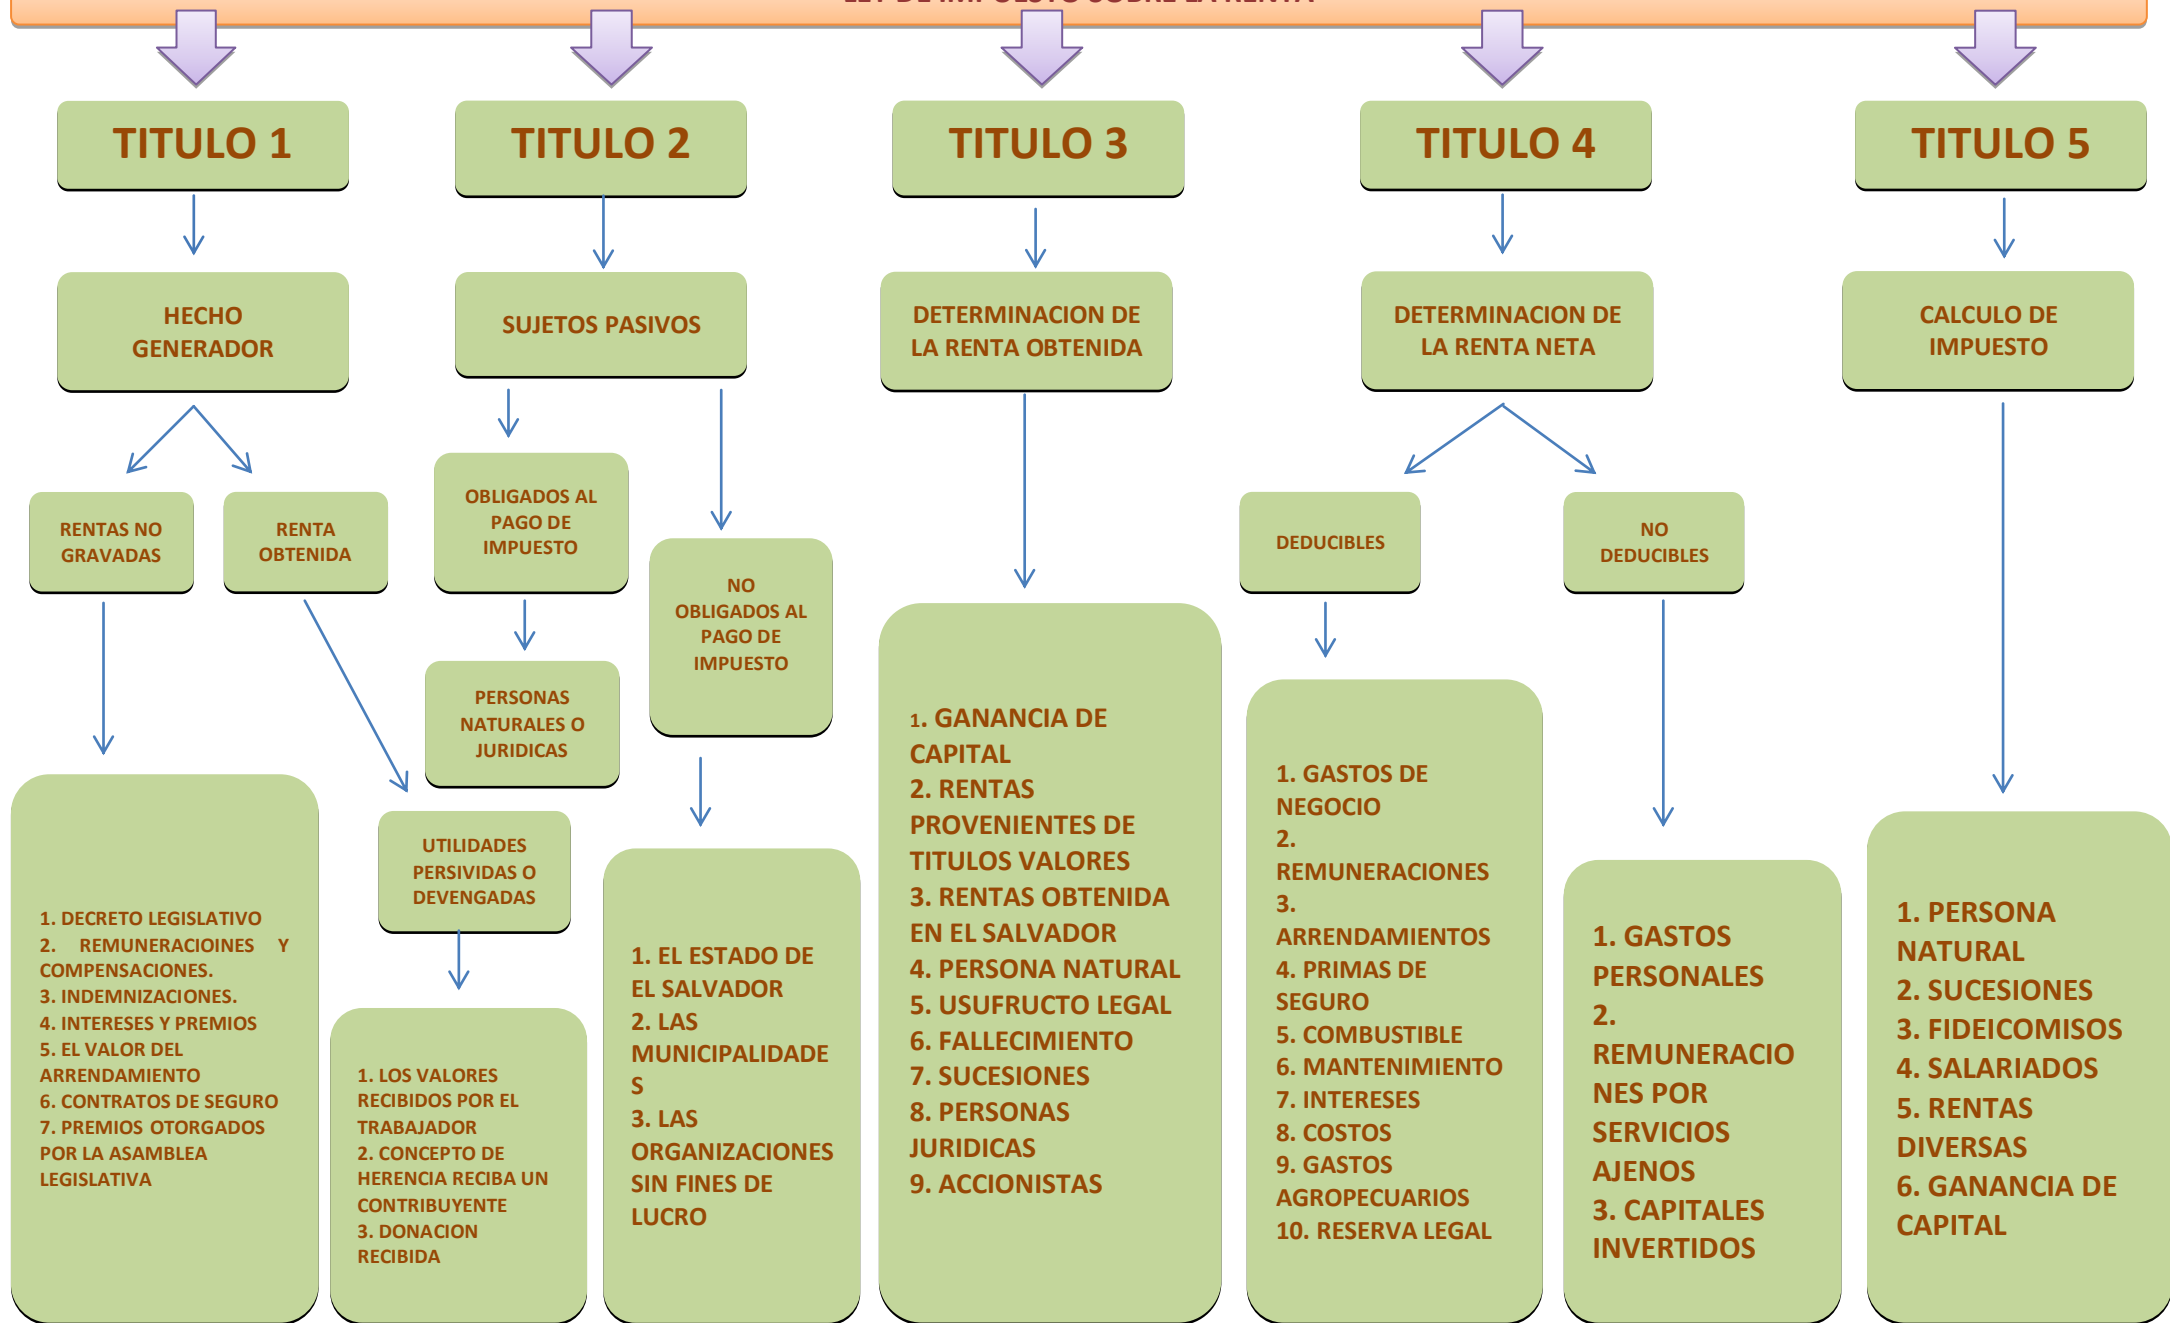 LEY DE IMPUESTO SOBRE LA RENTA
TITULO 1
TITULO 2
TITULO 3
TITULO 4
TITULO 5
HECHO
GENERADOR
SUJETOS PASIVOS
DETERMINACION DE
LA RENTA OBTENIDA
DETERMINACION DE
LA RENTA NETA
CALCULO DE
IMPUESTO
RENTAS NO
GRAVADAS
RENTA
OBTENIDA
OBLIGADOS AL
PAGO DE
IMPUESTO
NO
OBLIGADOS AL
PAGO DE
IMPUESTO
DEDUCIBLES
NO
DEDUCIBLES
PERSONAS
NATURALES O
JURIDICAS
UTILIDADES
PERSIVIDAS O
DEVENGADAS
1. DECRETO LEGISLATIVO
2. REMUNERACIOINES Y
COMPENSACIONES.
3. INDEMNIZACIONES.
4. INTERESES Y PREMIOS
5. EL VALOR DEL
ARRENDAMIENTO
6. CONTRATOS DE SEGURO
7. PREMIOS OTORGADOS
POR LA ASAMBLEA
LEGISLATIVA
1. LOS VALORES
RECIBIDOS POR EL
TRABAJADOR
2. CONCEPTO DE
HERENCIA RECIBA UN
CONTRIBUYENTE
3. DONACION
RECIBIDA
1. EL ESTADO DE
EL SALVADOR
2. LAS
MUNICIPALIDADE
S
3. LAS
ORGANIZACIONES
SIN FINES DE
LUCRO
1. GANANCIA DE
CAPITAL
2. RENTAS
PROVENIENTES DE
TITULOS VALORES
3. RENTAS OBTENIDA
EN EL SALVADOR
4. PERSONA NATURAL
5. USUFRUCTO LEGAL
6. FALLECIMIENTO
7. SUCESIONES
8. PERSONAS
JURIDICAS
9. ACCIONISTAS
1. GASTOS DE
NEGOCIO
2.
REMUNERACIONES
3.
ARRENDAMIENTOS
4. PRIMAS DE
SEGURO
5. COMBUSTIBLE
6. MANTENIMIENTO
7. INTERESES
8. COSTOS
9. GASTOS
AGROPECUARIOS
10. RESERVA LEGAL
1. GASTOS
PERSONALES
2.
REMUNERACIO
NES POR
SERVICIOS
AJENOS
3. CAPITALES
INVERTIDOS
1. PERSONA
NATURAL
2. SUCESIONES
3. FIDEICOMISOS
4. SALARIADOS
5. RENTAS
DIVERSAS
6. GANANCIA DE
CAPITAL